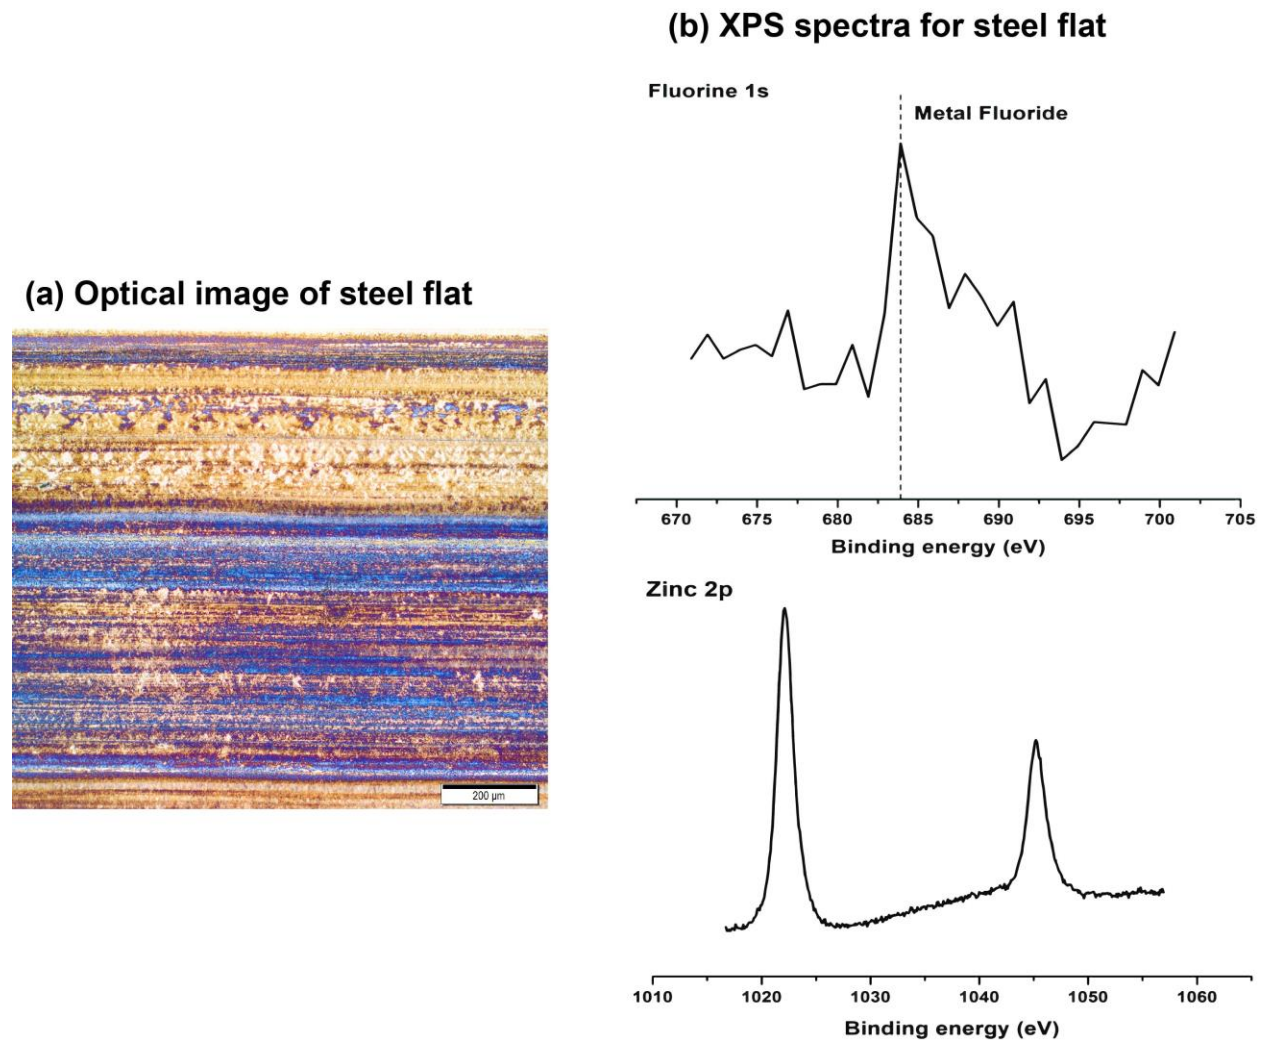 (b) XPS spectra for steel flat
Fluorine 1s
Metal Fluoride
670 675 680 685 690 695 700 705
Binding energy (eV)
(a) Optical image of steel flat
200 µm
Zinc 2p
1010 1020 1030 1040 1050 1060
Binding energy (eV)